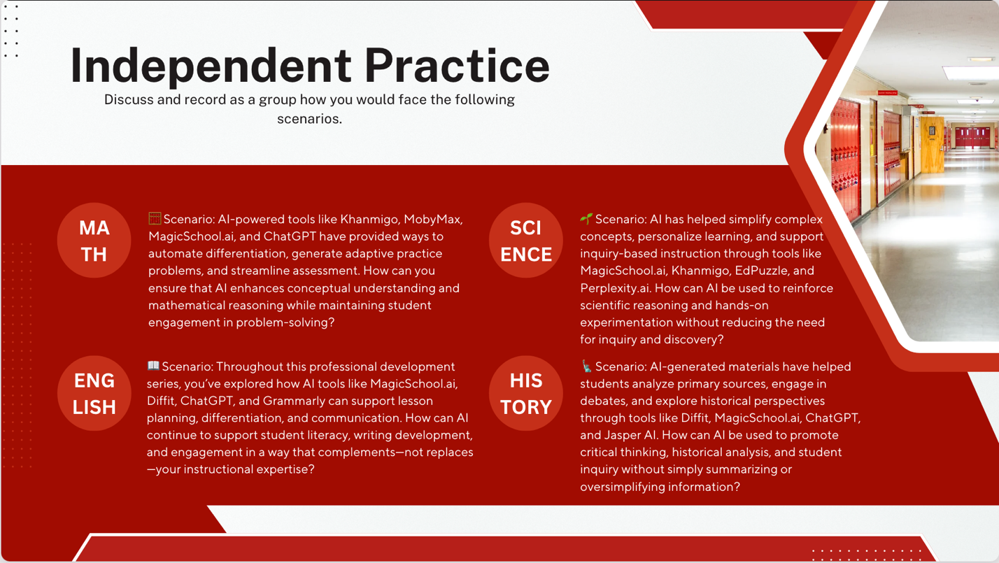 Independent Practice
Discuss and record as a group how you would face the following
scenarios.
MA
TH
🧮 Scenario: AI-powered tools like Khanmigo, MobyMax,
MagicSchool.ai, and ChatGPT have provided ways to
automate differentiation, generate adaptive practice
problems, and streamline assessment. How can you
ensure that AI enhances conceptual understanding and
mathematical reasoning while maintaining student
engagement in problem-solving?
SCI
ENCE
🌱 Scenario: AI has helped simplify complex
concepts, personalize learning, and support
inquiry-based instruction through tools like
MagicSchool.ai, Khanmigo, EdPuzzle, and
Perplexity.ai. How can AI be used to reinforce
scientific reasoning and hands-on
experimentation without reducing the need
for inquiry and discovery?
ENG
LISH
📖 Scenario: Throughout this professional development
series, you’ve explored how AI tools like MagicSchool.ai,
Diffit, ChatGPT, and Grammarly can support lesson
planning, differentiation, and communication. How can AI
continue to support student literacy, writing development,
and engagement in a way that complements—not replaces
—your instructional expertise?
HIS
TORY
🗽 Scenario: AI-generated materials have helped
students analyze primary sources, engage in
debates, and explore historical perspectives
through tools like Diffit, MagicSchool.ai, ChatGPT,
and Jasper AI. How can AI be used to promote
critical thinking, historical analysis, and student
inquiry without simply summarizing or
oversimplifying information?